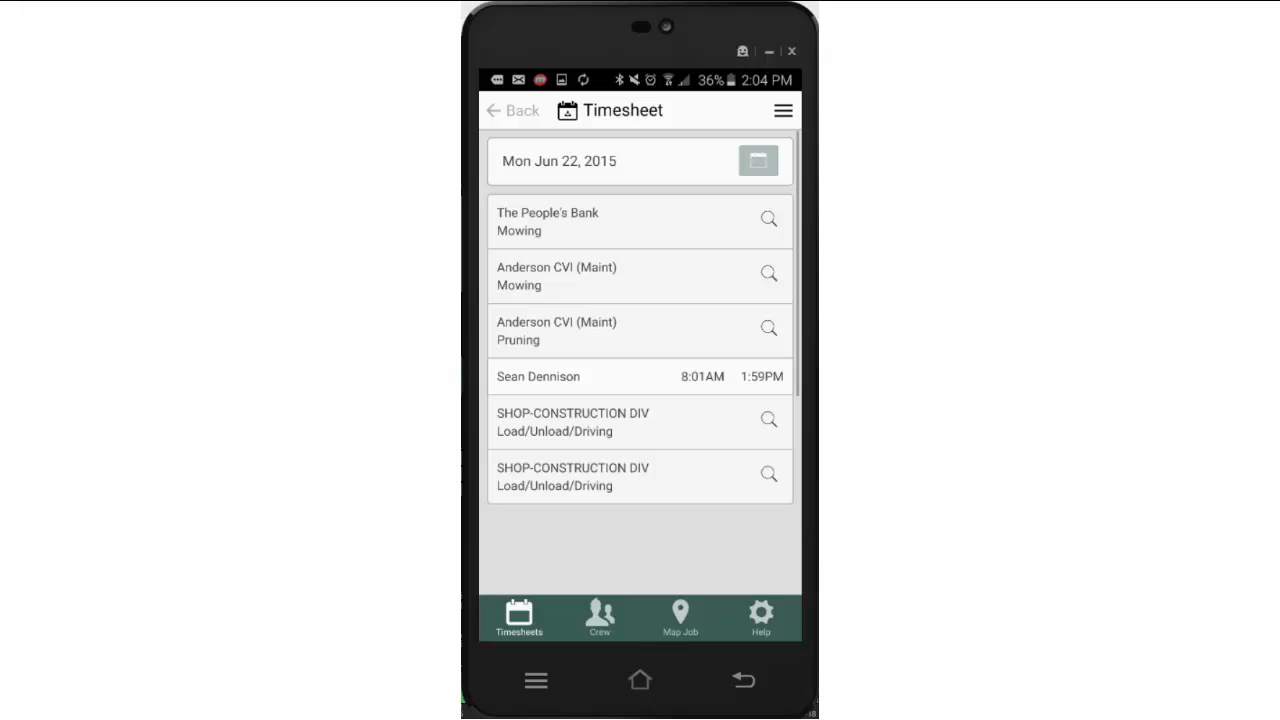 36% 2:04 PM
Back Timesheet
Mon Jun 22, 2015
The People's Bank
Mowing
Anderson CVI (Maint)
Mowing
Anderson CVI (Maint)
Pruning
Sean Dennison 8:01AM 1:59PM
SHOP-CONSTRUCTION DIV
Load/Unload/Driving
SHOP-CONSTRUCTION DIV
Load/Unload/Driving
Timesheets Crew Map Job Help